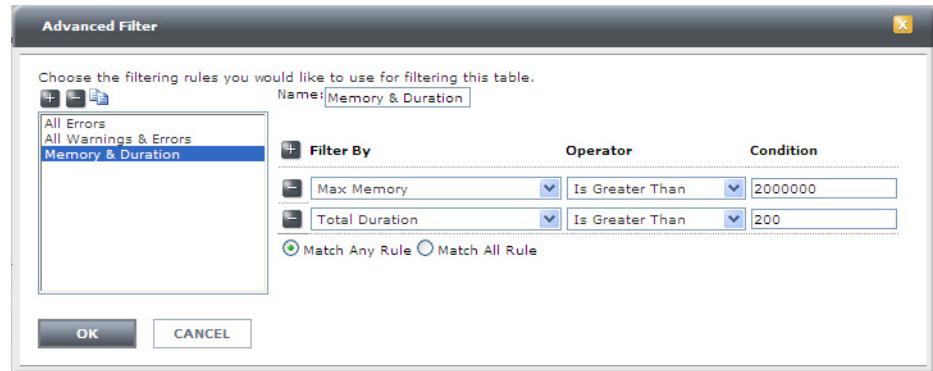 Advanced Filter
Choose the filtering rules you would like to use for filtering this table.
Name: Memory & Duration
All Errors
All Warnings & Errors
Memory & Duration
Filter By Operator Condition
Max Memory Is Greater Than 2000000
Total Duration Is Greater Than 200
Match Any Rule Match All Rule
OK CANCEL